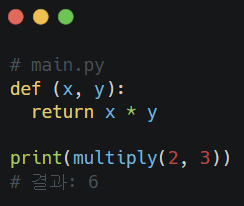 # main.py
def (x, y):
  return x * y

print(multiply(2, 3))
# 결과: 6